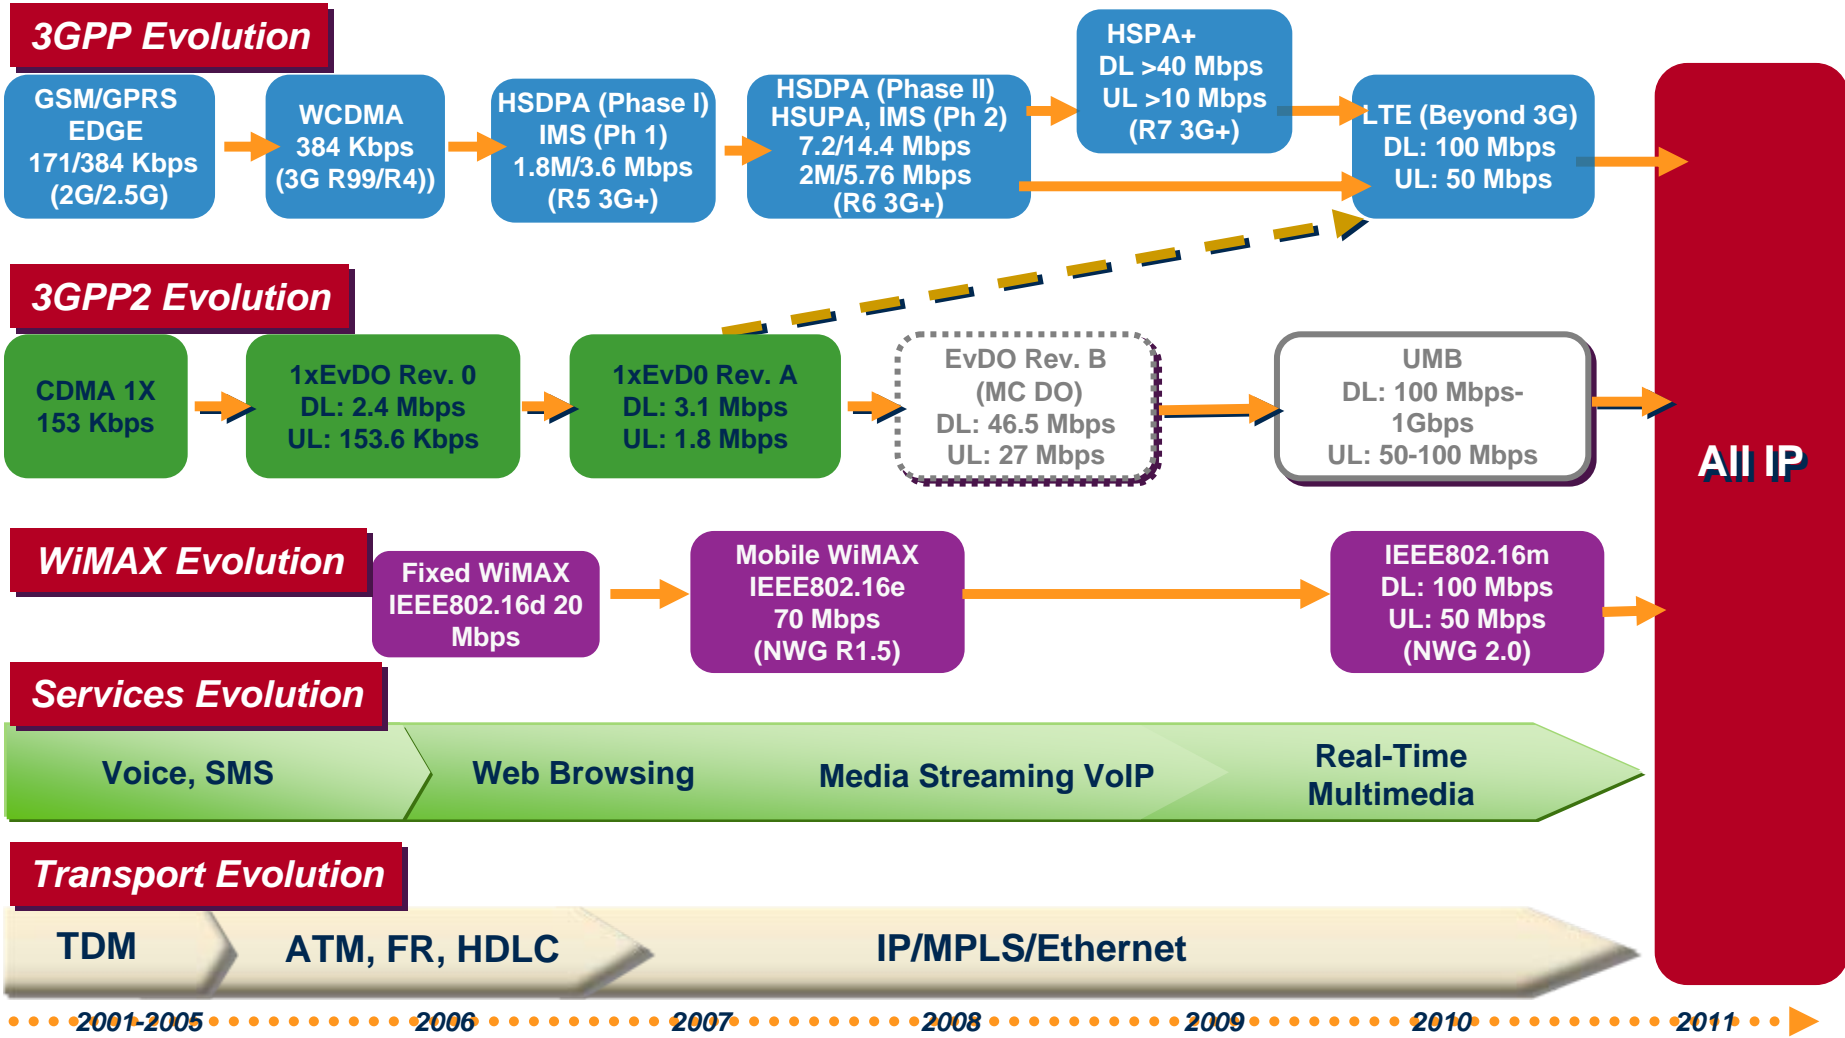 3GPP Evolution
GSM/GPRS
EDGE
171/384 Kbps
(2G/2.5G)
WCDMA
384 Kbps
(3G R99/R4))
HSDPA (Phase I)
IMS (Ph 1)
1.8M/3.6 Mbps
(R5 3G+)
HSDPA (Phase II)
HSUPA, IMS (Ph 2)
7.2/14.4 Mbps
2M/5.76 Mbps
(R6 3G+)
HSPA+
DL >40 Mbps
UL >10 Mbps
(R7 3G+)
LTE (Beyond 3G)
DL: 100 Mbps
UL: 50 Mbps
3GPP2 Evolution
CDMA 1X
153 Kbps
1xEvDO Rev. 0
DL: 2.4 Mbps
UL: 153.6 Kbps
1xEvD0 Rev. A
DL: 3.1 Mbps
UL: 1.8 Mbps
EvDO Rev. B
(MC DO)
DL: 46.5 Mbps
UL: 27 Mbps
UMB
DL: 100 Mbps-
1Gbps
UL: 50-100 Mbps
All IP
WiMAX Evolution
Fixed WiMAX
IEEE802.16d 20
Mbps
Mobile WiMAX
IEEE802.16e
70 Mbps
(NWG R1.5)
IEEE802.16m
DL: 100 Mbps
UL: 50 Mbps
(NWG 2.0)
Services Evolution
Voice, SMS
Web Browsing
Media Streaming VoIP
Real-Time
Multimedia
Transport Evolution
TDM
ATM, FR, HDLC
IP/MPLS/Ethernet
2001-2005
2006
2007
2008
2009
2010
2011